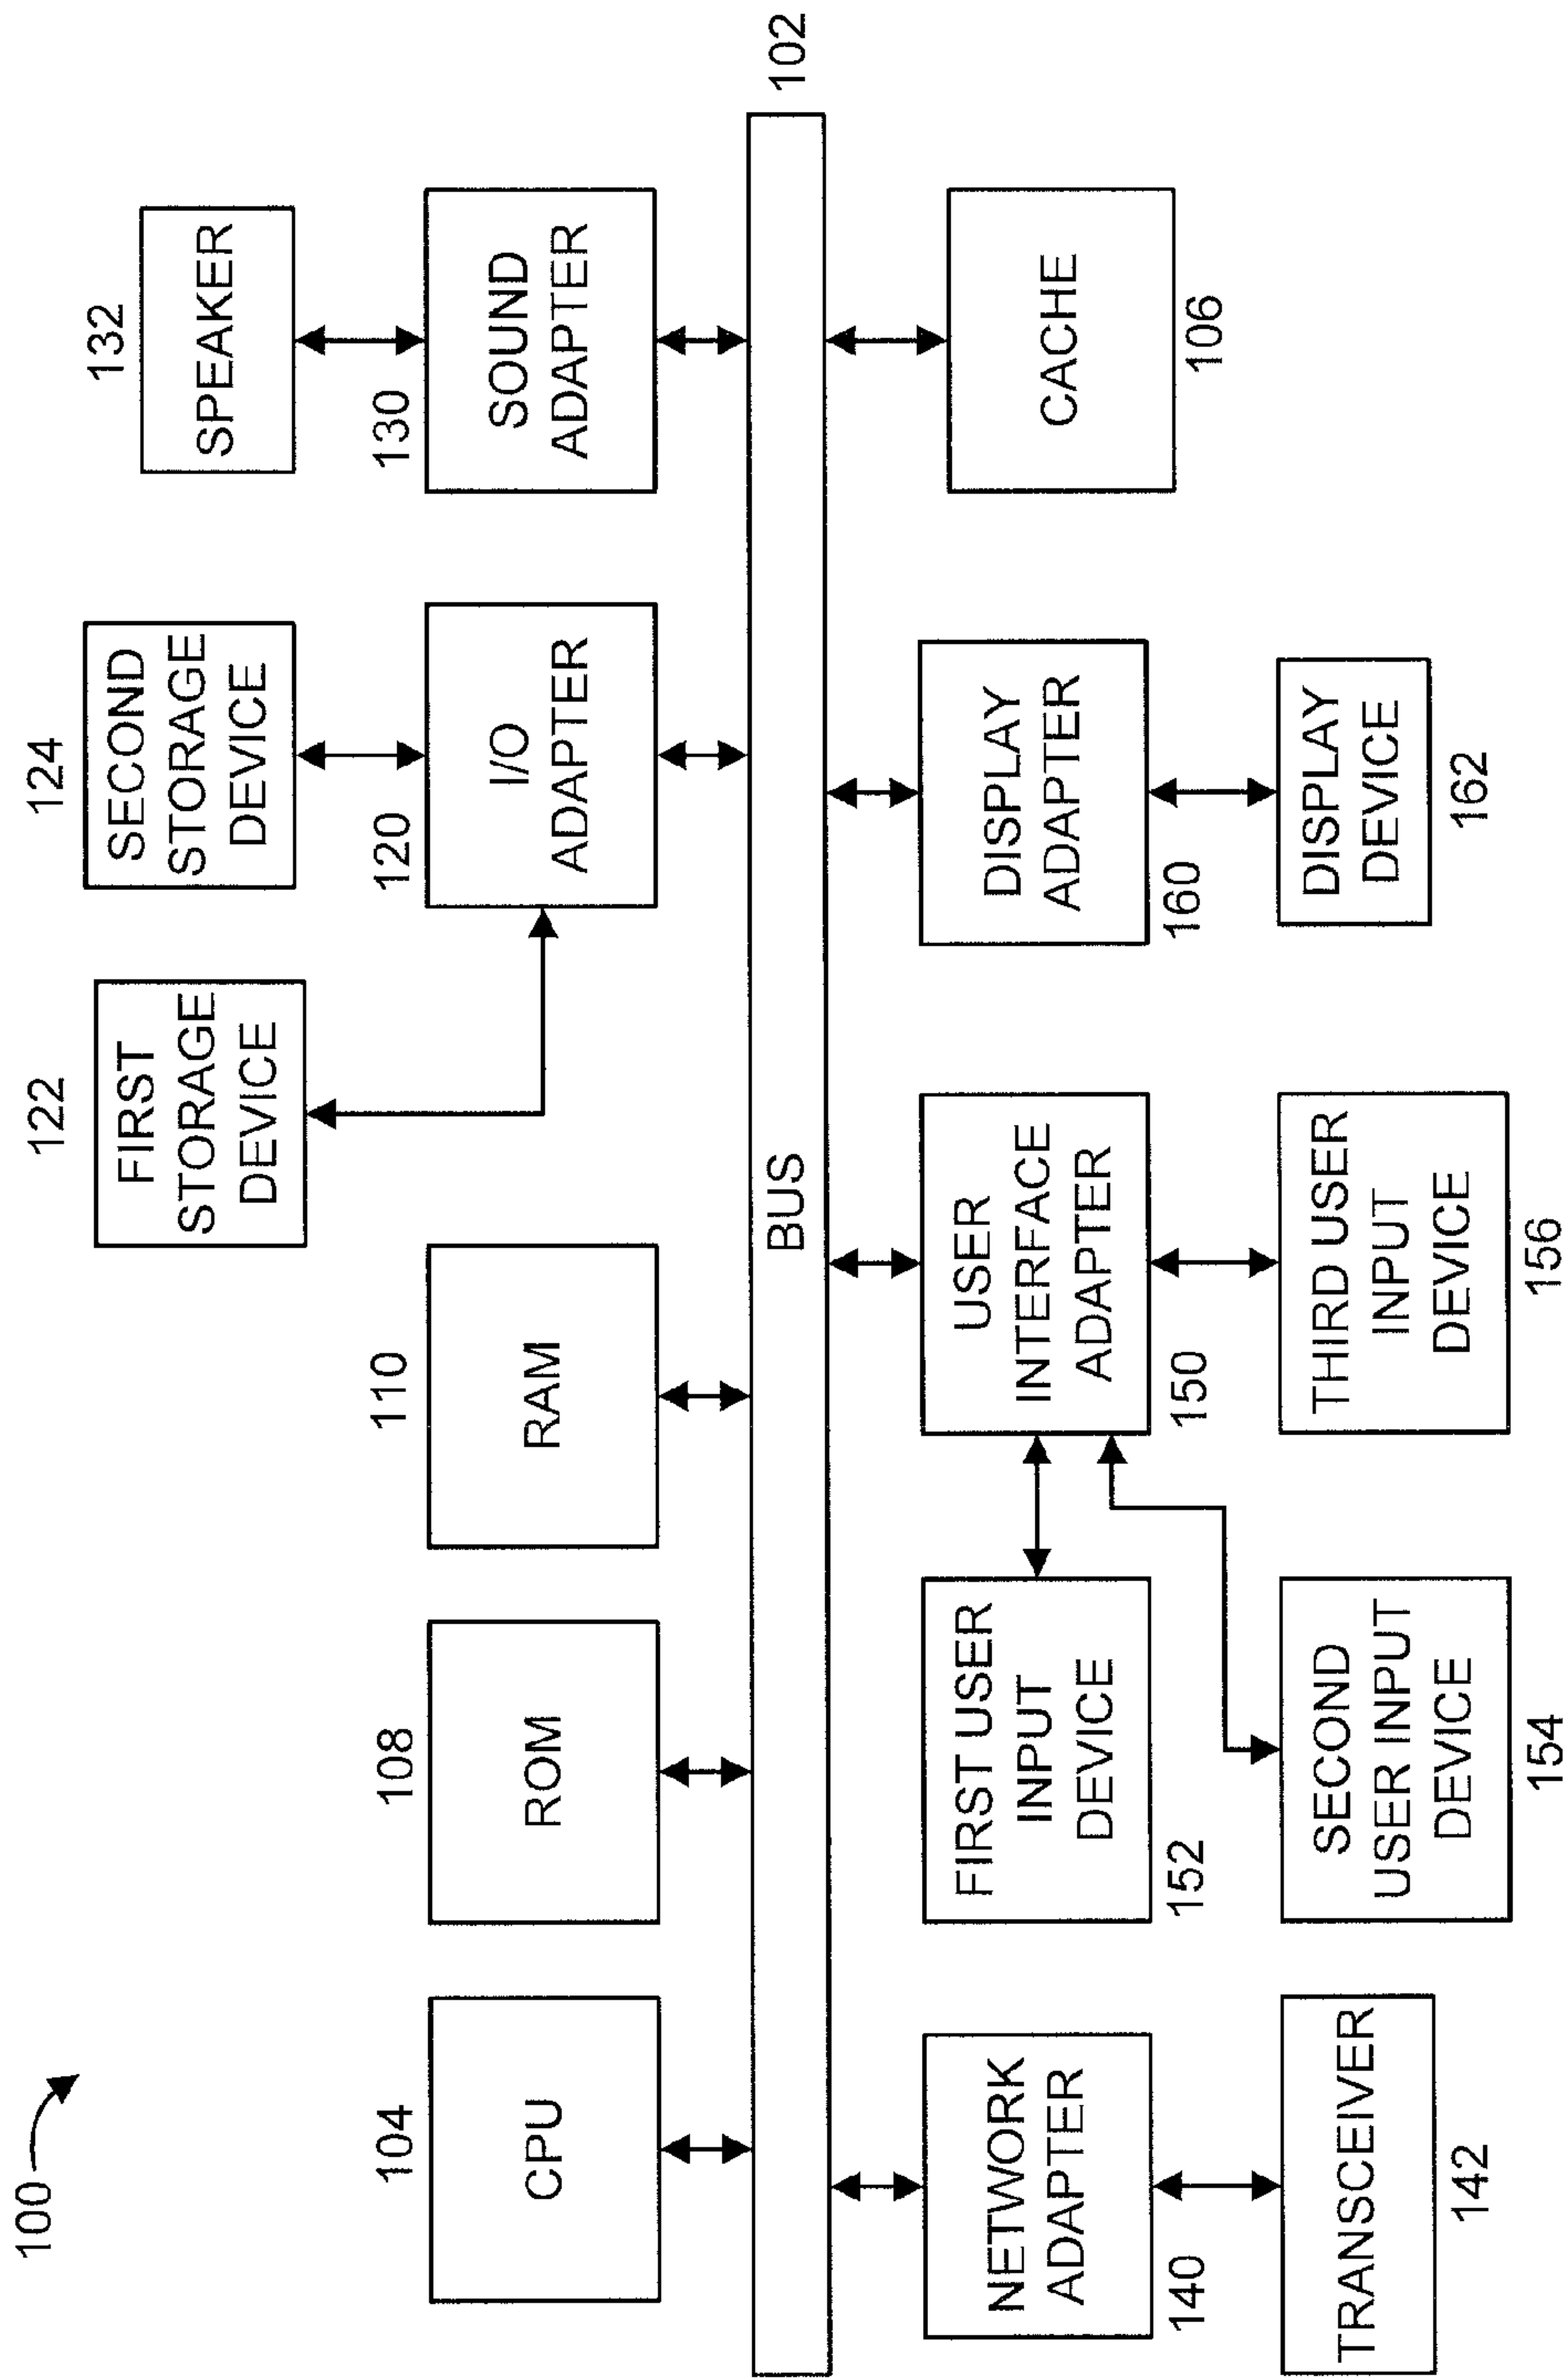 100
122
FIRST
STORAGE
DEVICE
124
SECOND
STORAGE
DEVICE
132
SPEAKER
104
CPU
108
ROM
110
RAM
120
I/O
ADAPTER
130
SOUND
ADAPTER
BUS
102
NETWORK
ADAPTER
140
FIRST USER
INPUT
DEVICE
152
USER
INTERFACE
ADAPTER
150
DISPLAY
ADAPTER
160
CACHE
106
TRANSCEIVER
142
SECOND
USER INPUT
DEVICE
154
THIRD USER
INPUT
DEVICE
156
DISPLAY
DEVICE
162